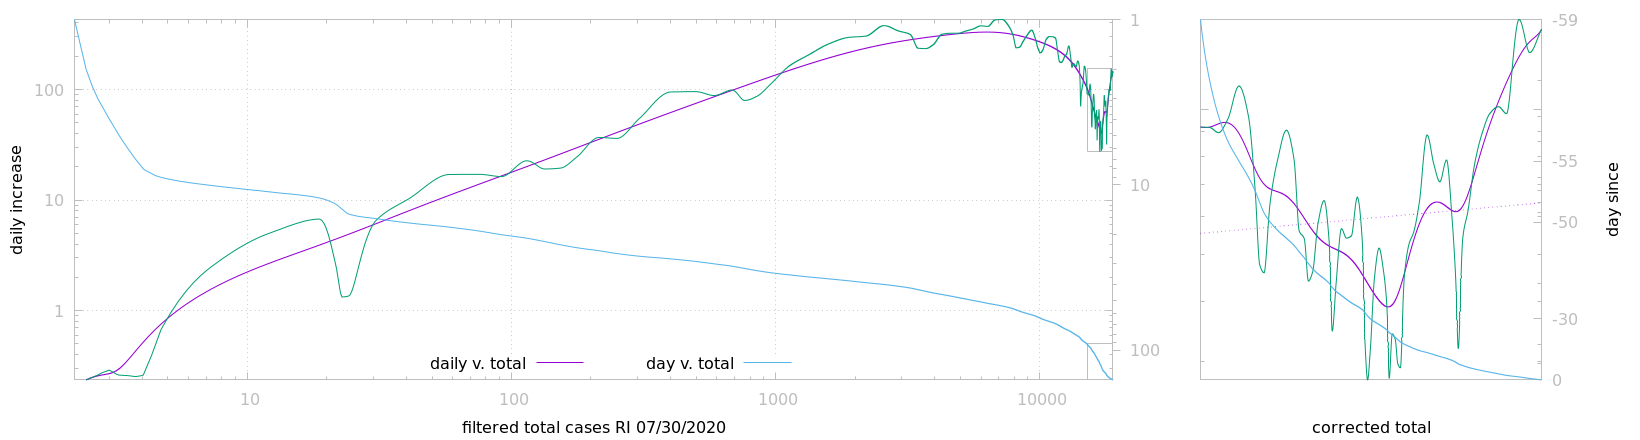 daily increase
100
10
1
10
100
1000
10000
1
10
100
daily v. total
day v. total
filtered total cases RI 07/30/2020
-59
-55
-50
-30
0
day since
corrected total